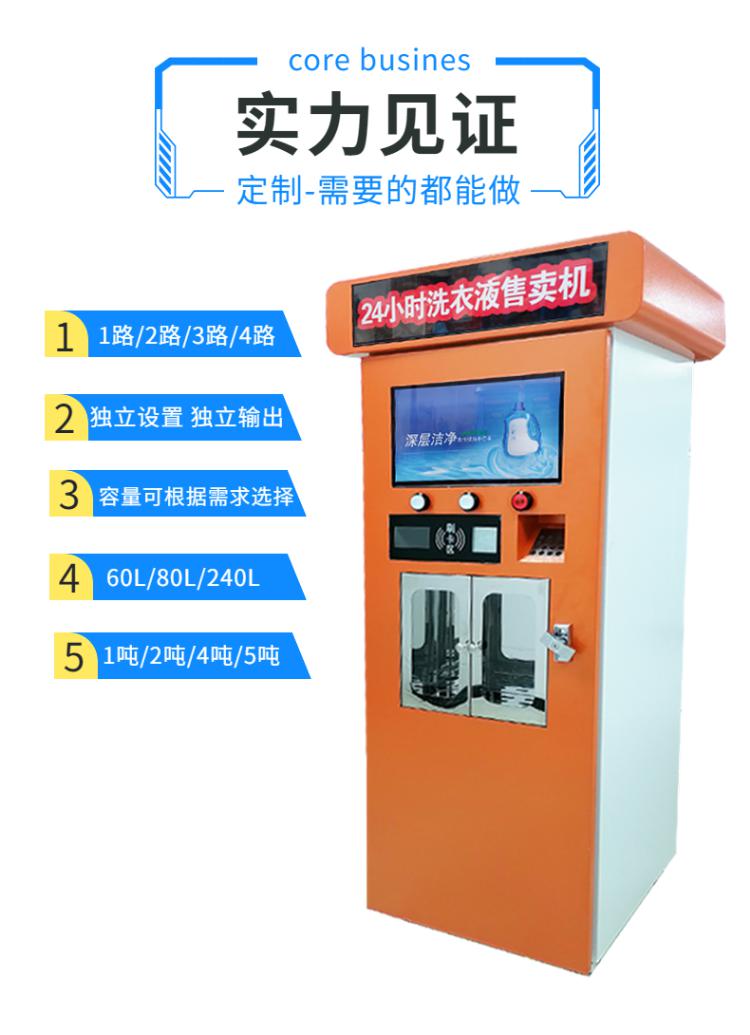 core busines
实力见证
定制-需要的都能做
24小时洗衣液售卖机
1 1路/2路/3路/4路
深层洁净
2 独立设置 独立输出
3 容量可根据需求选择
刷卡区
4 60L/80L/240L
5 1吨/2吨/4吨/5吨